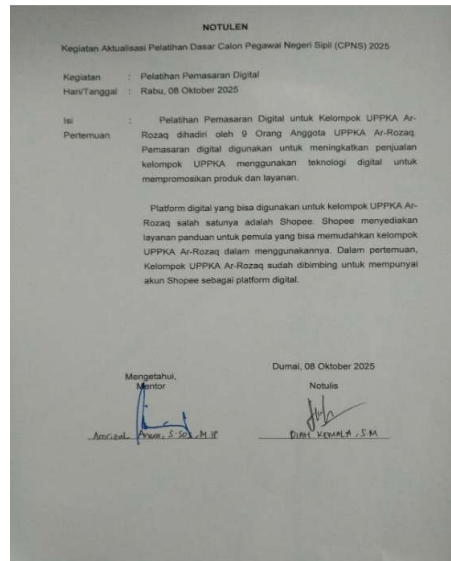 NOTULEN
Kegiatan Aktualisasi Pelatihan Dasar Calon Pegawai Negeri Sipil (CPNS) 2025
Kegiatan : Pelatihan Pemasaran Digital
Hari/Tanggal : Rabu, 08 Oktober 2025
Isi : Pelatihan Pemasaran Digital untuk Kelompok UPPKA Ar-
Pertemuan Rozaq dihadiri oleh 9 Orang Anggota UPPKA Ar-Rozaq.
Pemasaran digital digunakan untuk meningkatkan penjualan
kelompok UPPKA menggunakan teknologi digital untuk
mempromosikan produk dan layanan.
Platform digital yang bisa digunakan untuk kelompok UPPKA Ar-
Rozaq salah satunya adalah Shopee. Shopee menyediakan
layanan panduan untuk pemula yang bisa memudahkan kelompok
UPPKA Ar-Rozaq dalam menggunakannya. Dalam pertemuan,
Kelompok UPPKA Ar-Rozaq sudah dibimbing untuk mempunyai
akun Shopee sebagai platform digital.
Dumai, 08 Oktober 2025
Mengetahui,
Mentor
Notulis
Amrizal S.Sos, M.IP
DIAH KEMALA, S.M